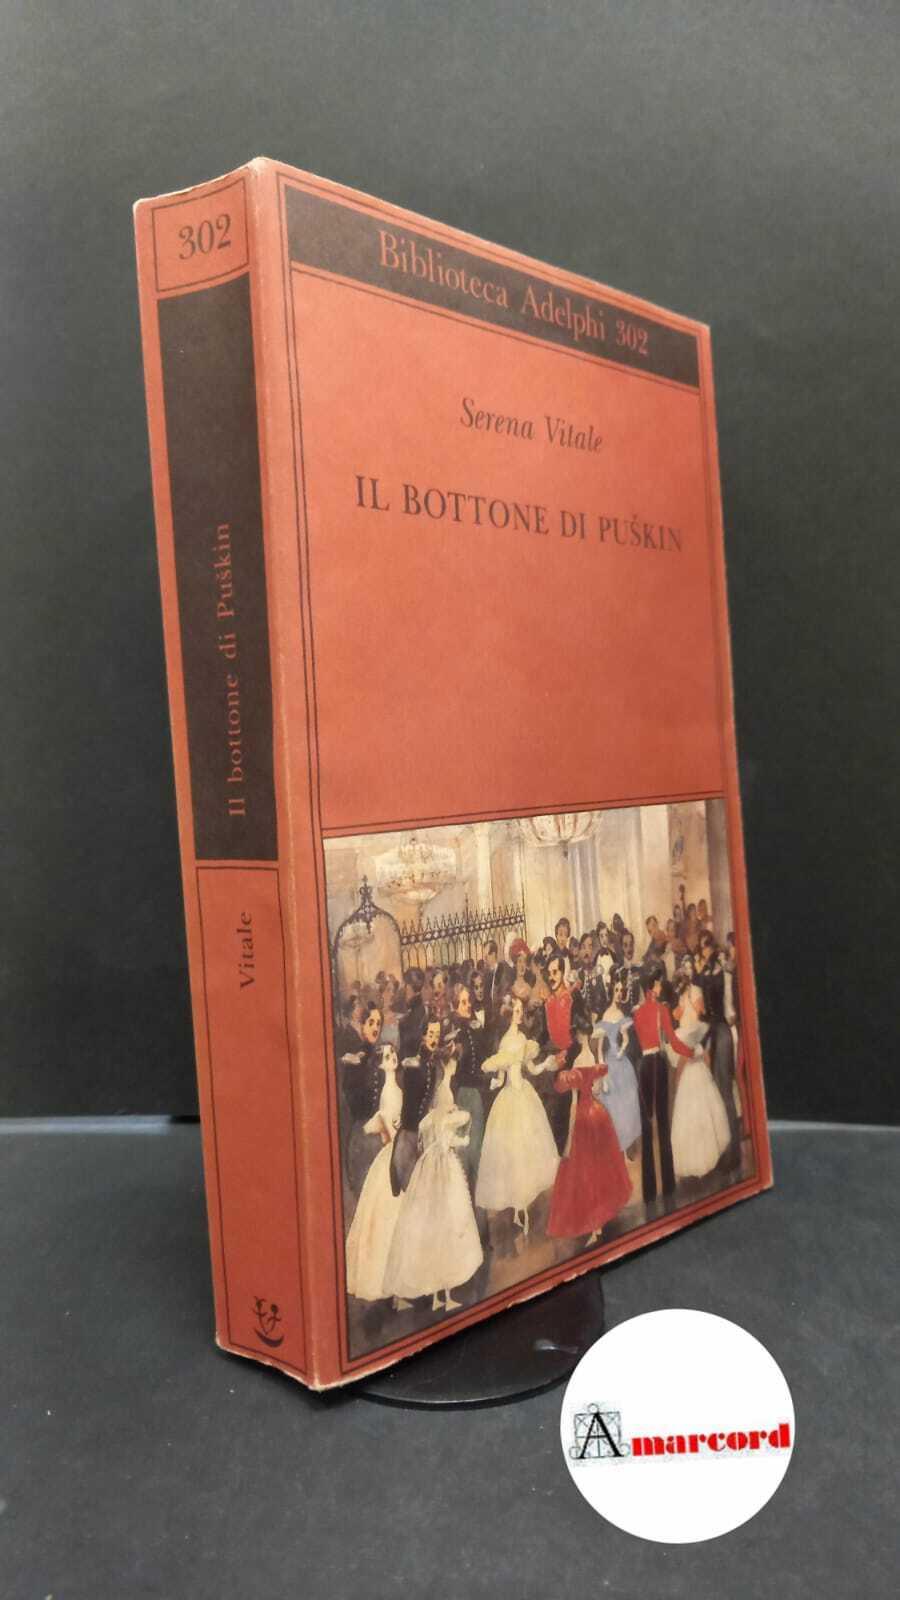 302
Il bottone di Puškin
Vitale
Biblioteca Adelphi 302
Serena Vitale
IL BOTTONE DI PUŠKIN
Amarcord